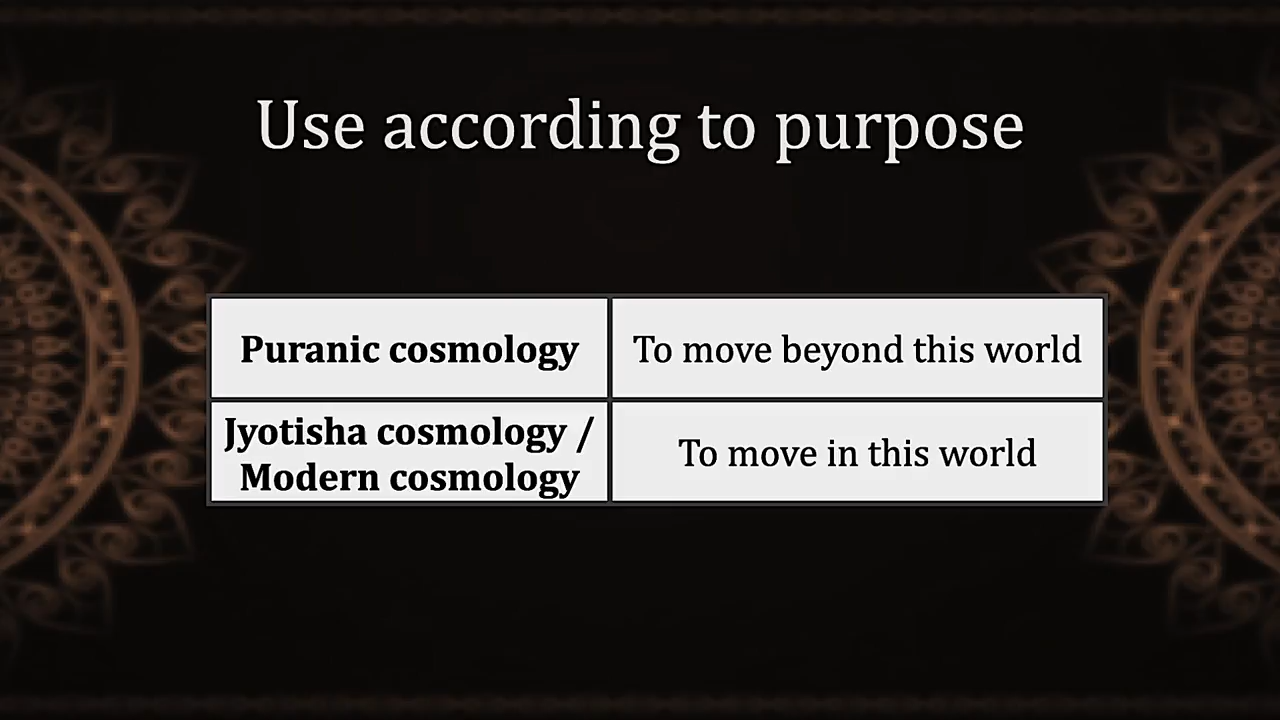 Use according to purpose
Puranic cosmology
To move beyond this world
Jyotisha cosmology /
Modern cosmology
To move in this world